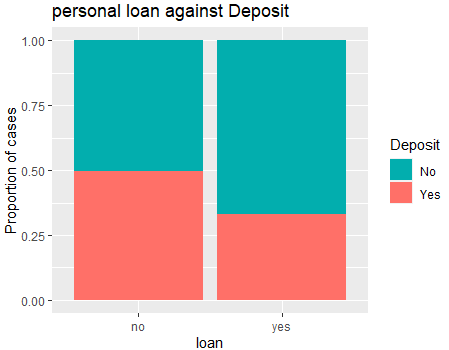 personal loan against Deposit
Proportion of cases
1.00
0.75
0.50
0.25
0.00
no yes
loan
Deposit
No
Yes